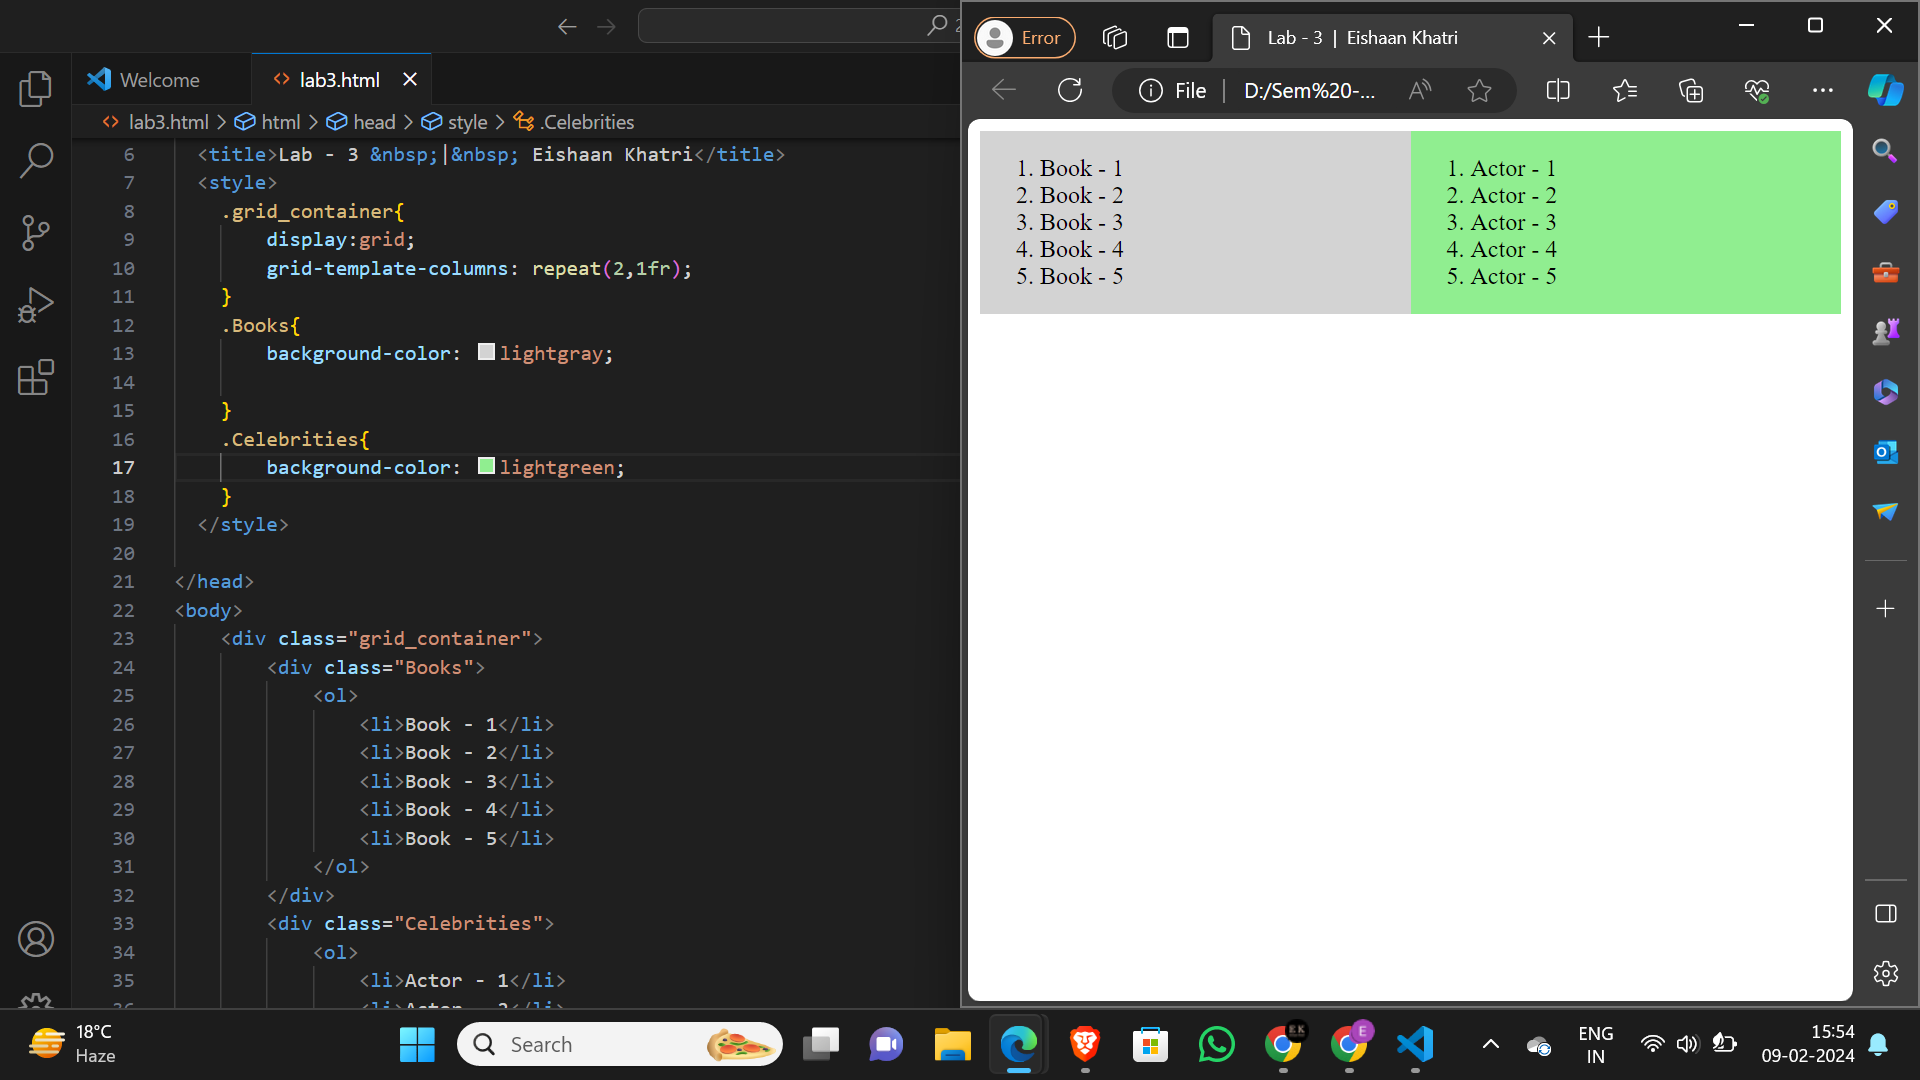 Welcome
<> lab3.html ×
<> lab3.html > html > head > style > .Celebrities
6 <title>Lab - 3 &nbsp;|&nbsp; Eishaan Khatri</title>
7 <style>
8 .grid_container{
9 display:grid;
10 grid-template-columns: repeat(2,1fr);
11 }
12 .Books{
13 background-color: lightgray;
14
15 }
16 .Celebrities{
17 background-color: lightgreen;
18 }
19 </style>
20
21 </head>
22 <body>
23 <div class="grid_container">
24 <div class="Books">
25 <ol>
26 <li>Book - 1</li>
27 <li>Book - 2</li>
28 <li>Book - 3</li>
29 <li>Book - 4</li>
30 <li>Book - 5</li>
31 </ol>
32 </div>
33 <div class="Celebrities">
34 <ol>
35 <li>Actor - 1</li>
Error
Lab - 3 | Eishaan Khatri
File | D:/Sem%20-...
1. Book - 1
2. Book - 2
3. Book - 3
4. Book - 4
5. Book - 5
1. Actor - 1
2. Actor - 2
3. Actor - 3
4. Actor - 4
5. Actor - 5
18°C
Haze
Search
EK
E
ENG
IN
15:54
09-02-2024